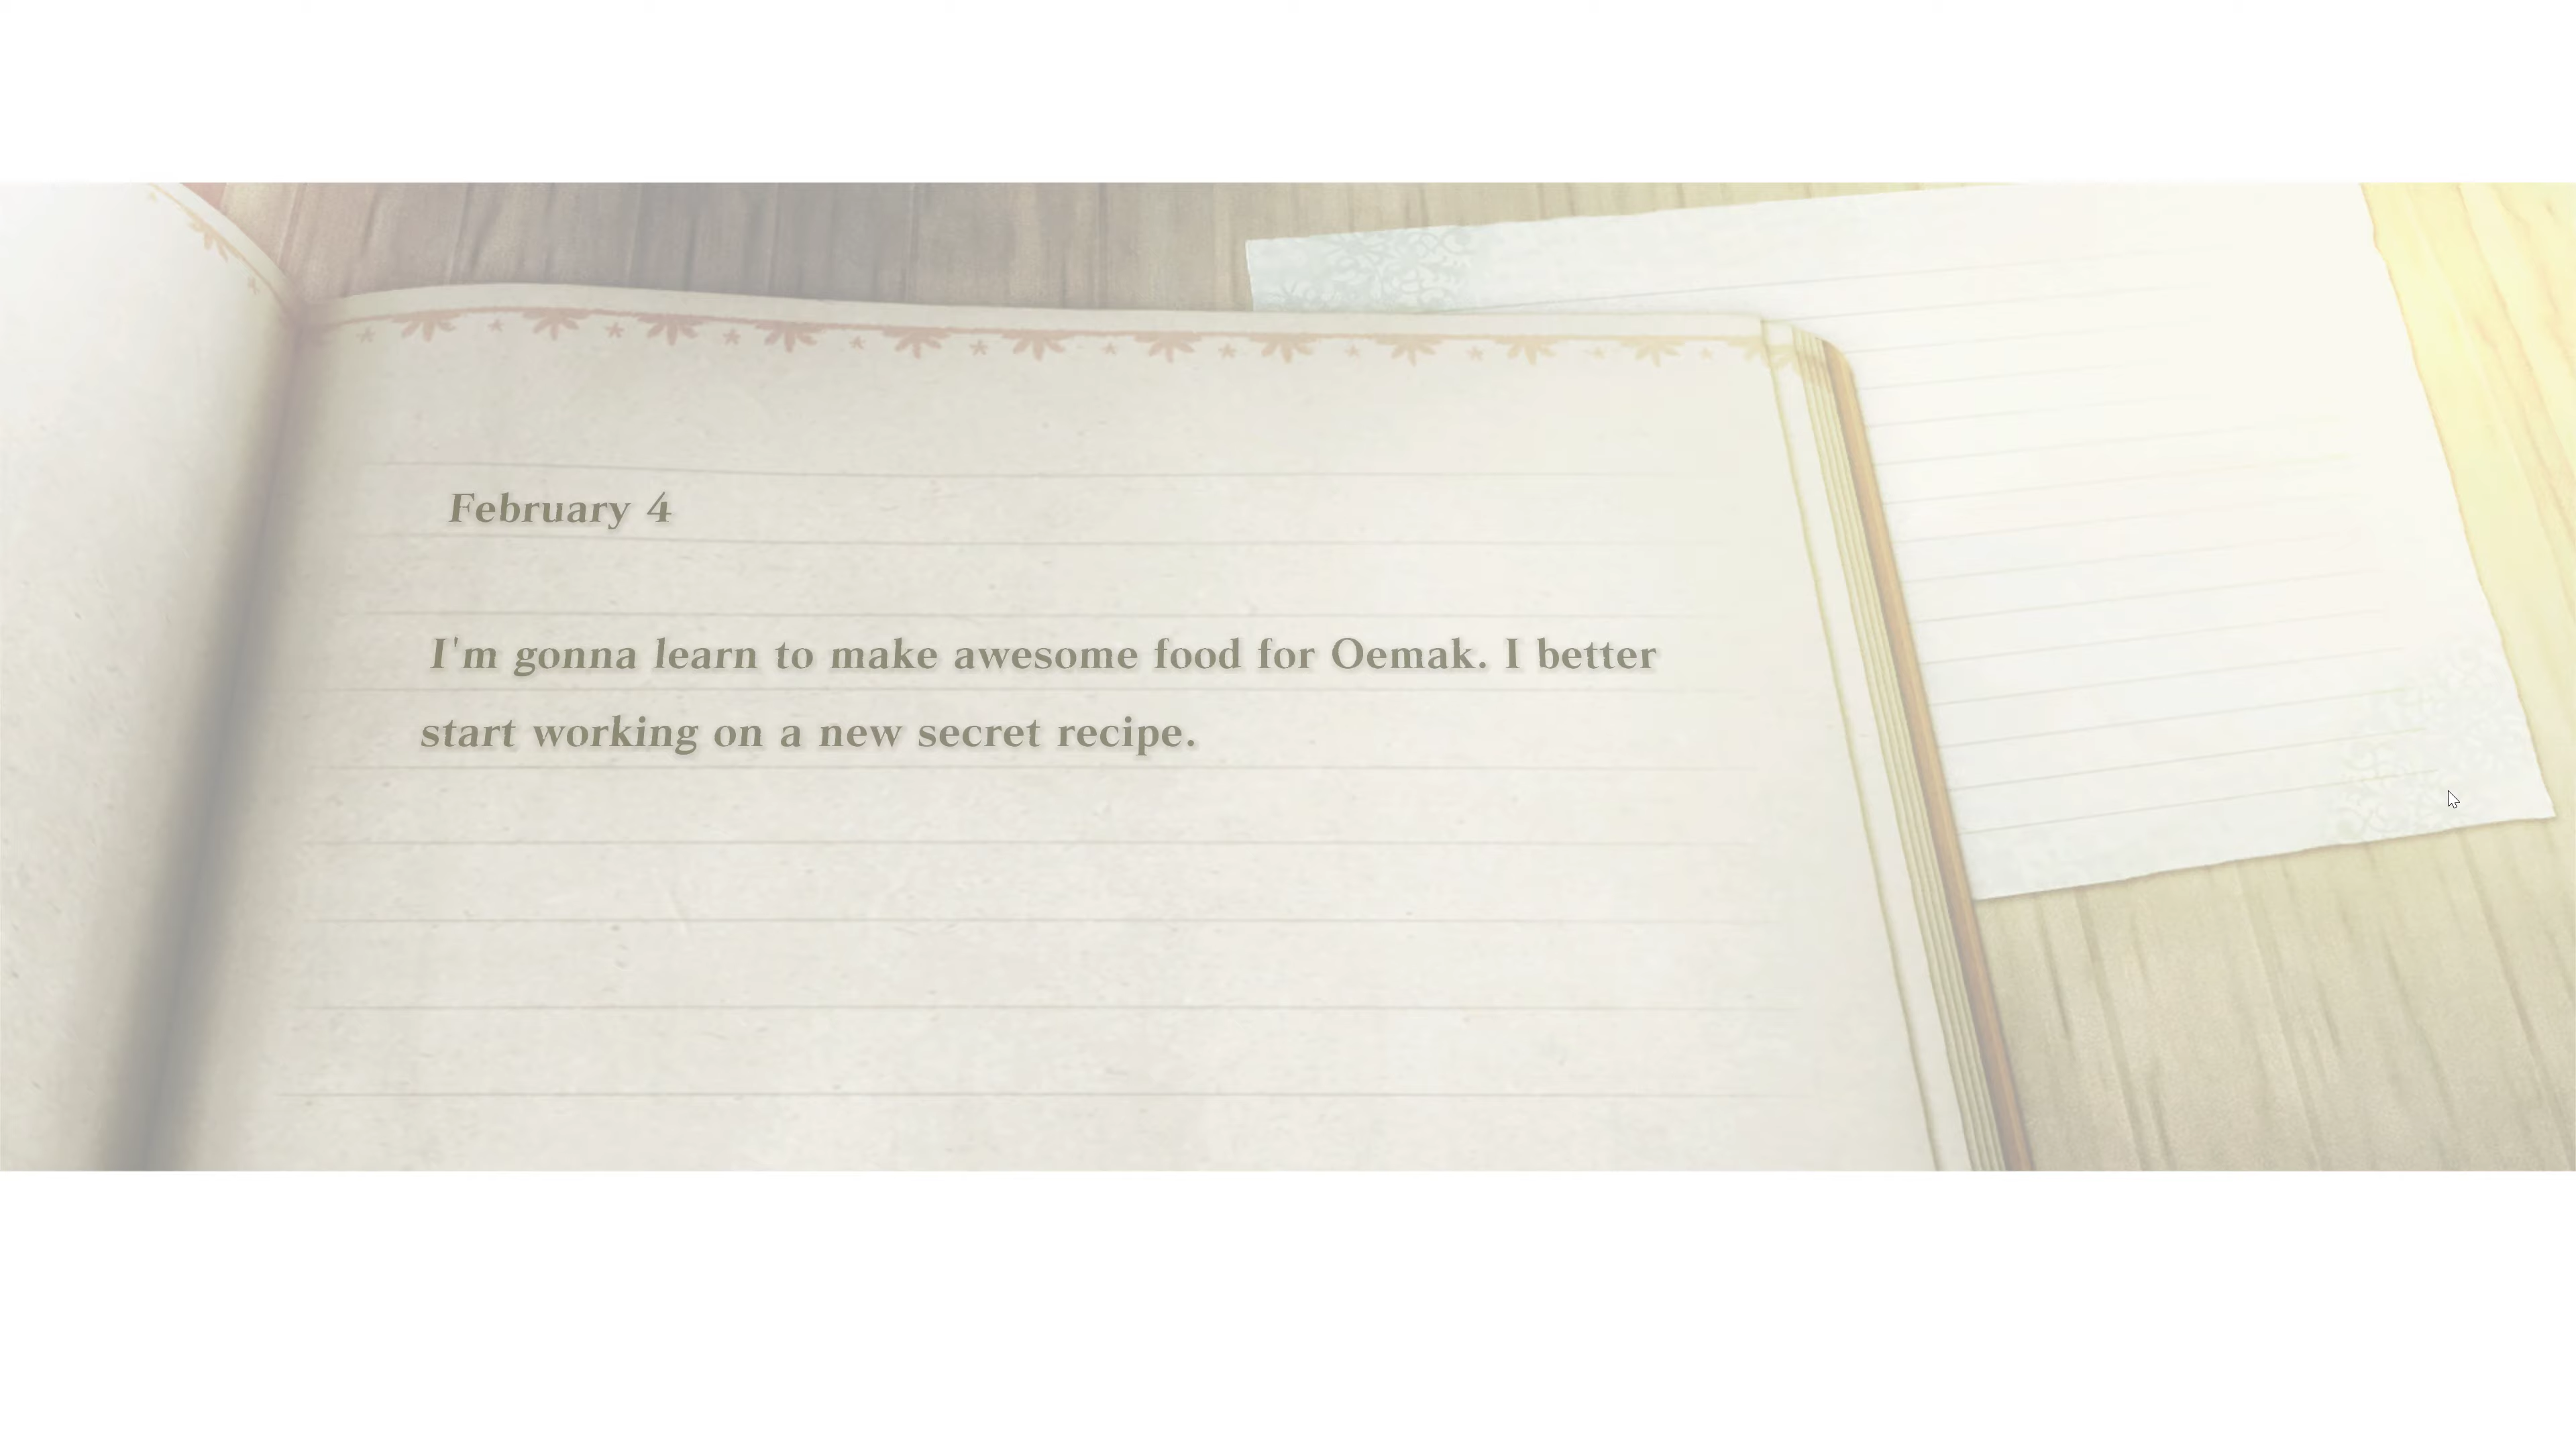 February 4
I'm gonna learn to make awesome food for Oemak. I better
start working on a new secret recipe.